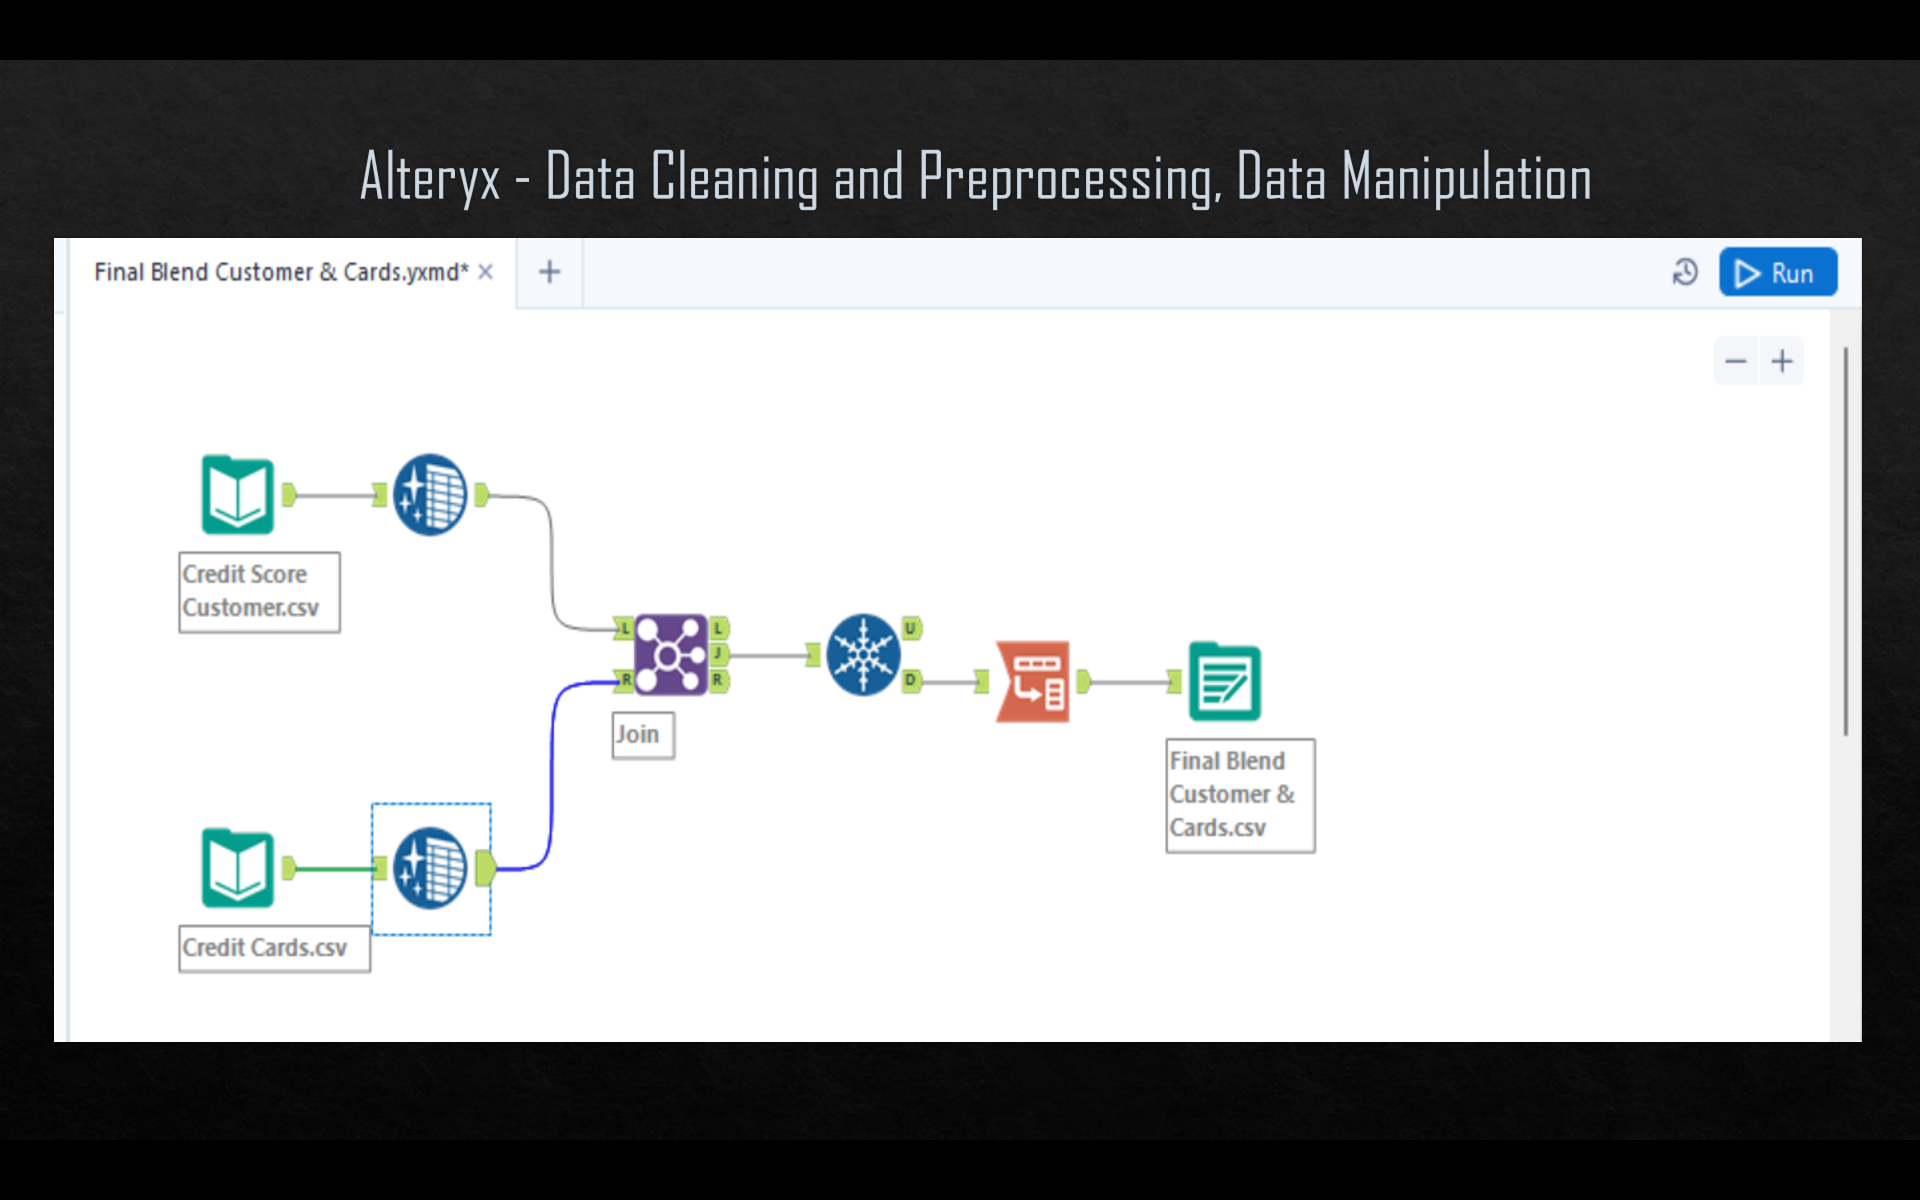 Alteryx - Data Cleaning and Preprocessing, Data Manipulation
Final Blend Customer & Cards.yxmd*
Run
Credit Score
Customer.csv
L
L
J
R
R
Join
U
D
Final Blend
Customer &
Cards.csv
Credit Cards.csv